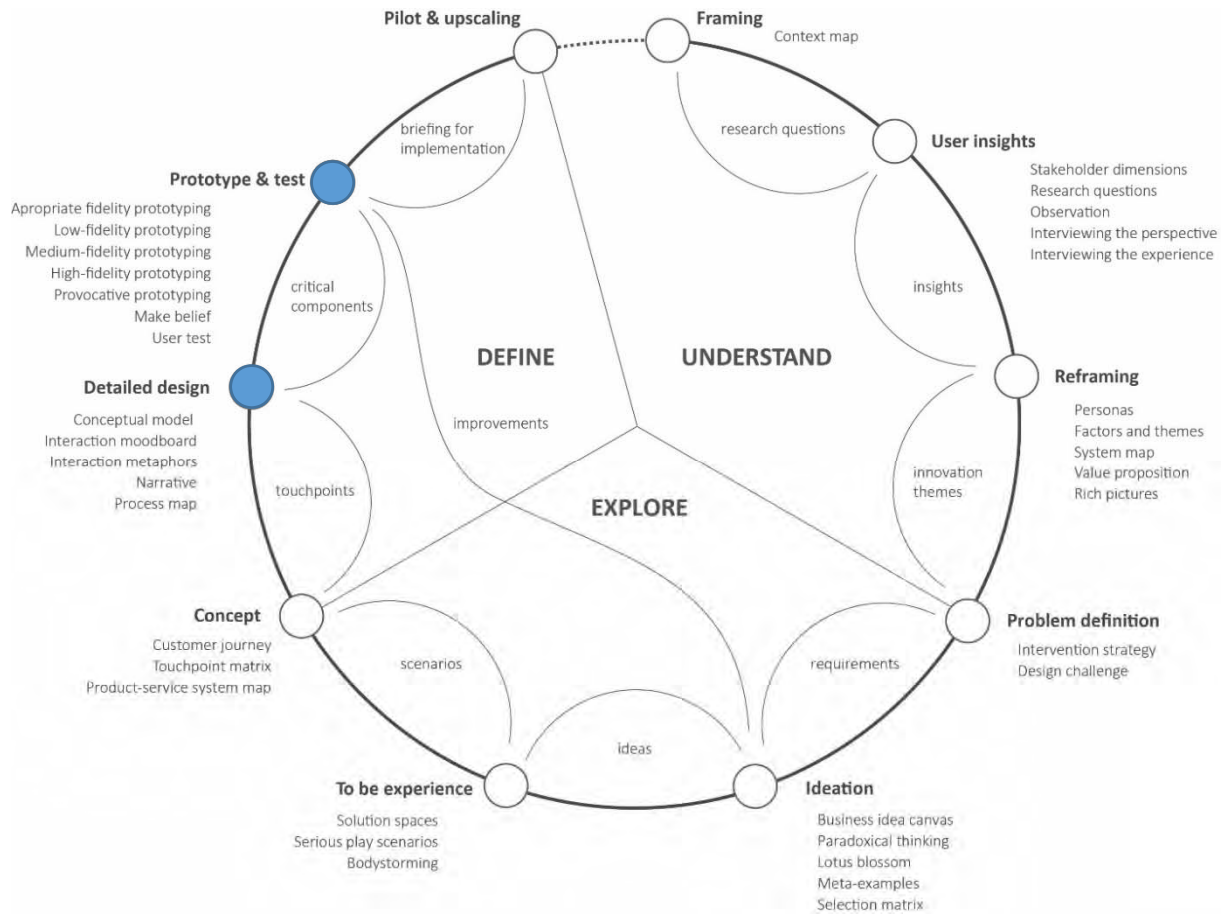 Pilot & upscaling
Framing
Context map
briefing for
implementation
research questions
User insights
Stakeholder dimensions
Research questions
Observation
Interviewing the perspective
Interviewing the experience
Prototype & test
Apropriate fidelity prototyping
Low-fidelity prototyping
Medium-fidelity prototyping
High-fidelity prototyping
Provocative prototyping
Make belief
User test
critical
components
insights
DEFINE
UNDERSTAND
Detailed design
Conceptual model
Interaction moodboard
Interaction metaphors
Narrative
Process map
improvements
Reframing
Personas
Factors and themes
System map
Value proposition
Rich pictures
touchpoints
innovation
themes
EXPLORE
Concept
Customer journey
Touchpoint matrix
Product-service system map
scenarios
requirements
Problem definition
Intervention strategy
Design challenge
ideas
To be experience
Solution spaces
Serious play scenarios
Bodystorming
Ideation
Business idea canvas
Paradoxical thinking
Lotus blossom
Meta-examples
Selection matrix